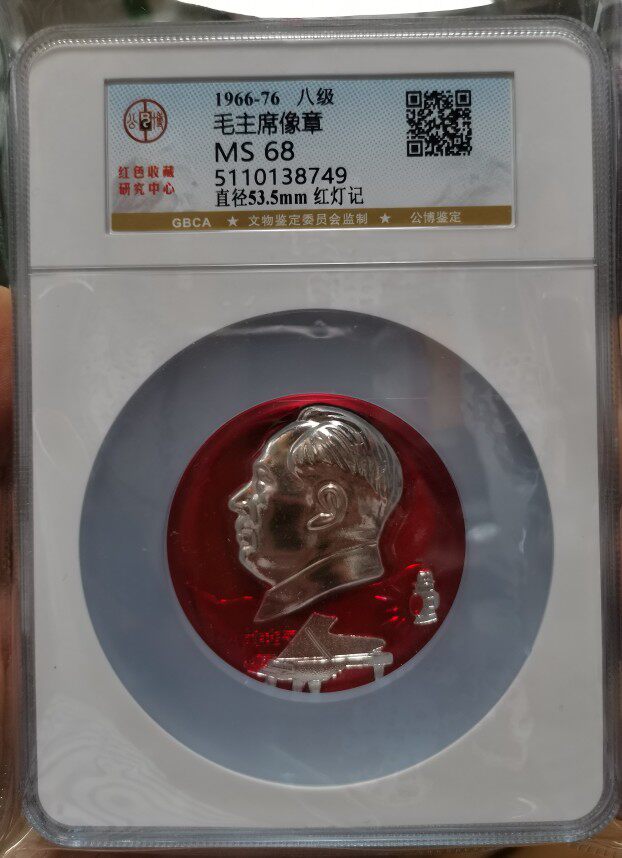 1966-76 八级
毛主席像章
MS 68
5110138749
直径53.5mm 红灯记
公博
红色收藏
研究中心
GBCA ★ 文物鉴定委员会监制 ★ 公博鉴定